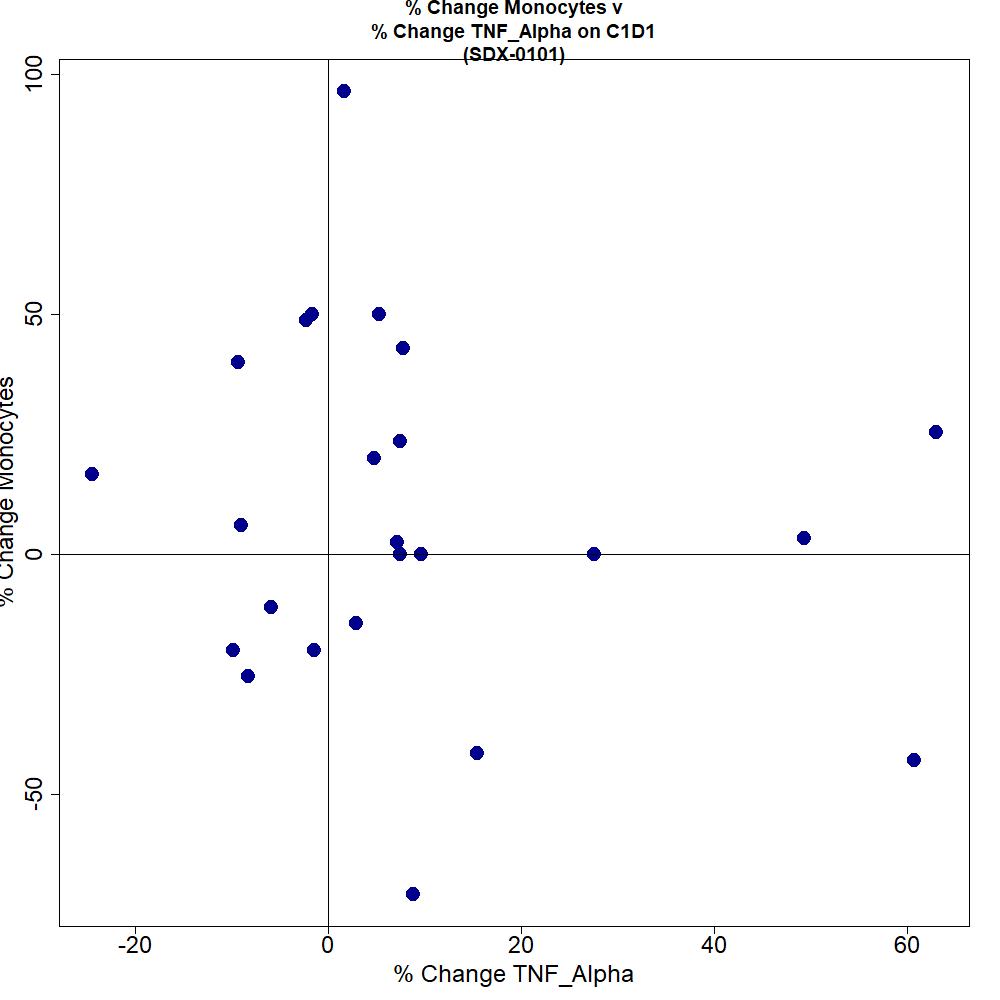 % Change Monocytes v
% Change TNF_Alpha on C1D1
(SDX-0101)
100
50
0
-50
% Change Monocytes
-20
0
20
40
60
% Change TNF_Alpha